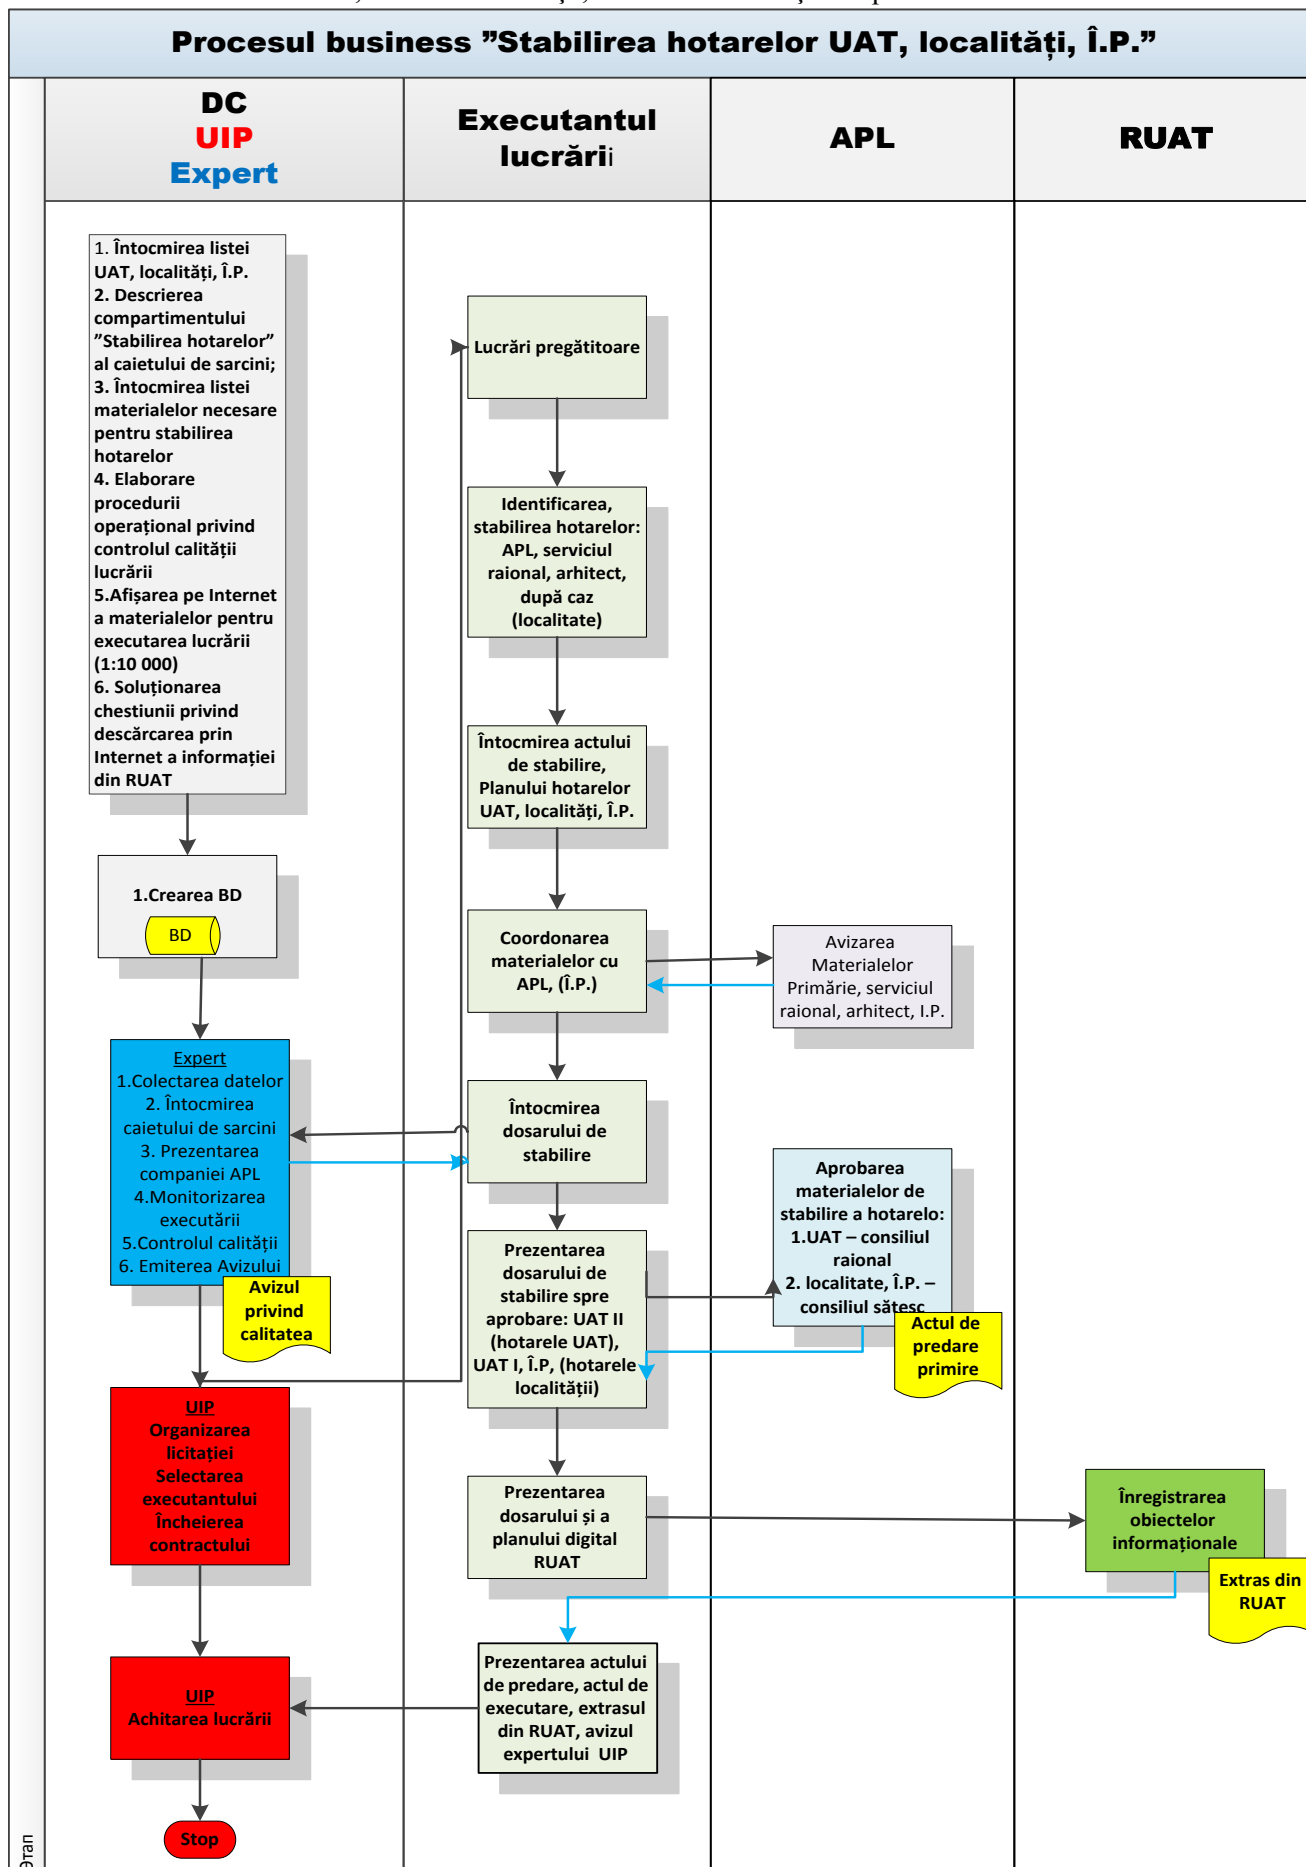 Procesul business ”Stabilirea hotarelor UAT, localități, Î.P.”
DC
UIP
Expert
Executantul
lucrării
APL
RUAT
1. Întocmirea listei
UAT, localități, Î.P.
2. Descrierea
compartimentului
”Stabilirea hotarelor”
al caietului de sarcini;
3. Întocmirea listei
materialelor necesare
pentru stabilirea
hotarelor
4. Elaborare
procedurii
operațional privind
controlul calității
lucrării
5.Afișarea pe Internet
a materialelor pentru
executarea lucrării
(1:10 000)
6. Soluționarea
chestiunii privind
descărcarea prin
Internet a informației
din RUAT
1.Crearea BD
BD
Expert
1.Colectarea datelor
2. Întocmirea
caietului de sarcini
3. Prezentarea
companiei APL
4.Monitorizarea
executării
5.Controlul calității
6. Emiterea Avizului
Avizul
privind
calitatea
UIP
Organizarea
licitației
Selectarea
executantului
Încheierea
contractului
UIP
Achitarea lucrării
Stop
Lucrări pregătitoare
Identificarea,
stabilirea hotarelor:
APL, serviciul
raional, arhitect,
după caz
(localitate)
Întocmirea actului
de stabilire,
Planului hotarelor
UAT, localități, Î.P.
Coordonarea
materialelor cu
APL, (Î.P.)
Întocmirea
dosarului de
stabilire
Prezentarea
dosarului de
stabilire spre
aprobare: UAT II
(hotarele UAT),
UAT I, Î.P, (hotarele
localității)
Prezentarea
dosarului și a
planului digital
RUAT
Prezentarea actului
de predare, actul de
executare, extrasul
din RUAT, avizul
expertului UIP
Avizarea
Materialelor
Primărie, serviciul
raional, arhitect, I.P.
Aprobarea
materialelor de
stabilire a hotarelo:
1.UAT – consiliul
raional
2. localitate, Î.P. –
consiliul sătesc
Actul de
predare
primire
Înregistrarea
obiectelor
informaționale
Extras din
RUAT
Этап